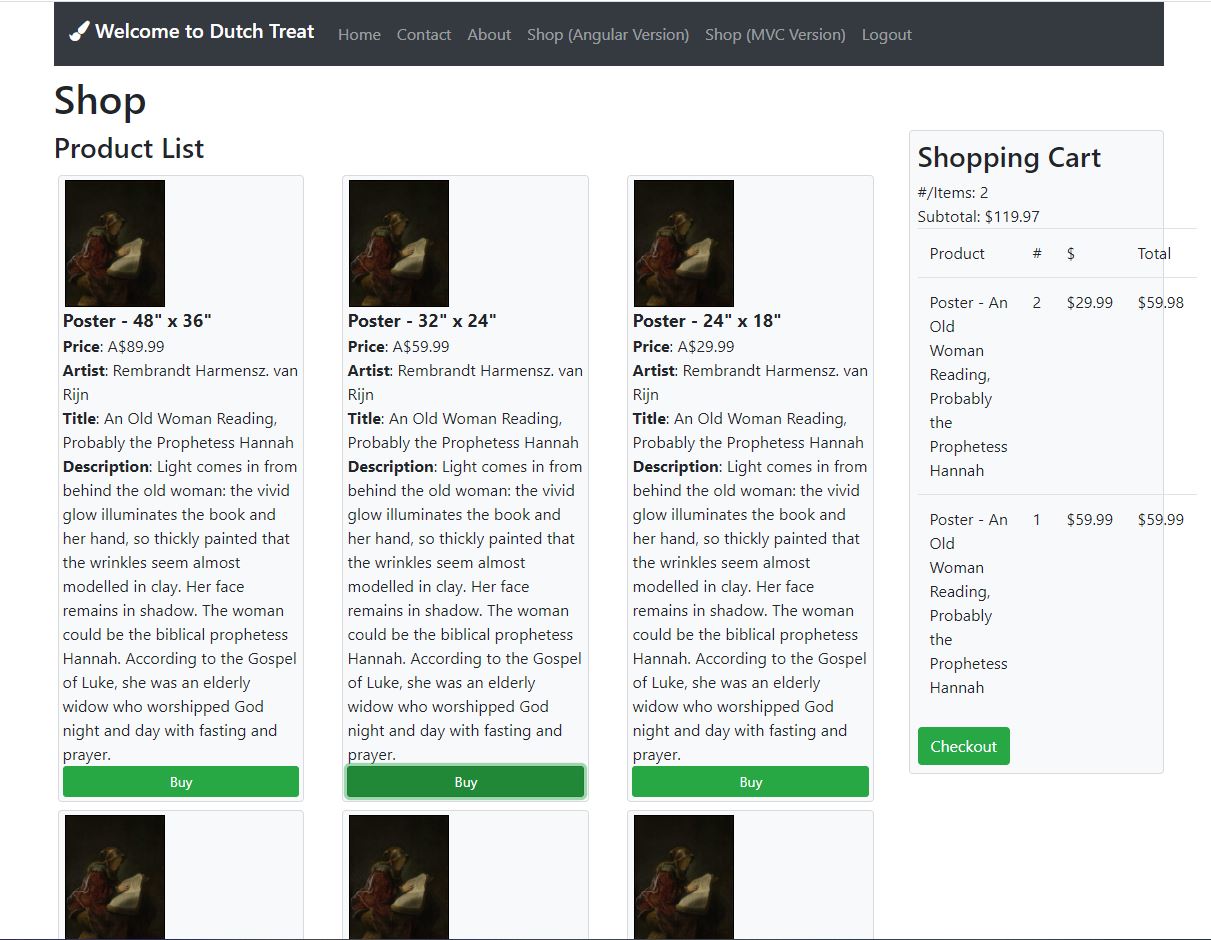 Welcome to Dutch Treat Home Contact About Shop (Angular Version) Shop (MVC Version) Logout
Shop
Product List
Poster - 48" x 36"
Price: A$89.99
Artist: Rembrandt Harmensz. van
Rijn
Title: An Old Woman Reading,
Probably the Prophetess Hannah
Description: Light comes in from
behind the old woman: the vivid
glow illuminates the book and
her hand, so thickly painted that
the wrinkles seem almost
modelled in clay. Her face
remains in shadow. The woman
could be the biblical prophetess
Hannah. According to the Gospel
of Luke, she was an elderly
widow who worshipped God
night and day with fasting and
prayer.
Buy
Poster - 32" x 24"
Price: A$59.99
Artist: Rembrandt Harmensz. van
Rijn
Title: An Old Woman Reading,
Probably the Prophetess Hannah
Description: Light comes in from
behind the old woman: the vivid
glow illuminates the book and
her hand, so thickly painted that
the wrinkles seem almost
modelled in clay. Her face
remains in shadow. The woman
could be the biblical prophetess
Hannah. According to the Gospel
of Luke, she was an elderly
widow who worshipped God
night and day with fasting and
prayer.
Buy
Poster - 24" x 18"
Price: A$29.99
Artist: Rembrandt Harmensz. van
Rijn
Title: An Old Woman Reading,
Probably the Prophetess Hannah
Description: Light comes in from
behind the old woman: the vivid
glow illuminates the book and
her hand, so thickly painted that
the wrinkles seem almost
modelled in clay. Her face
remains in shadow. The woman
could be the biblical prophetess
Hannah. According to the Gospel
of Luke, she was an elderly
widow who worshipped God
night and day with fasting and
prayer.
Buy
Shopping Cart
#/Items: 2
Subtotal: $119.97
Product # $ Total
Poster - An 2 $29.99 $59.98
Old
Woman
Reading,
Probably
the
Prophetess
Hannah
Poster - An 1 $59.99 $59.99
Old
Woman
Reading,
Probably
the
Prophetess
Hannah
Checkout